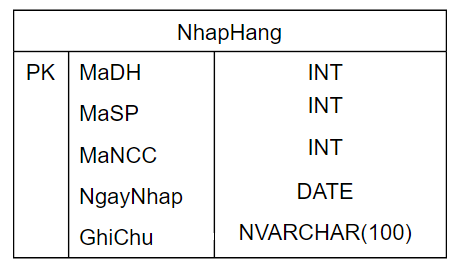 NhapHang
PK MaDH INT
MaSP INT
MaNCC INT
NgayNhap DATE
GhiChu NVARCHAR(100)